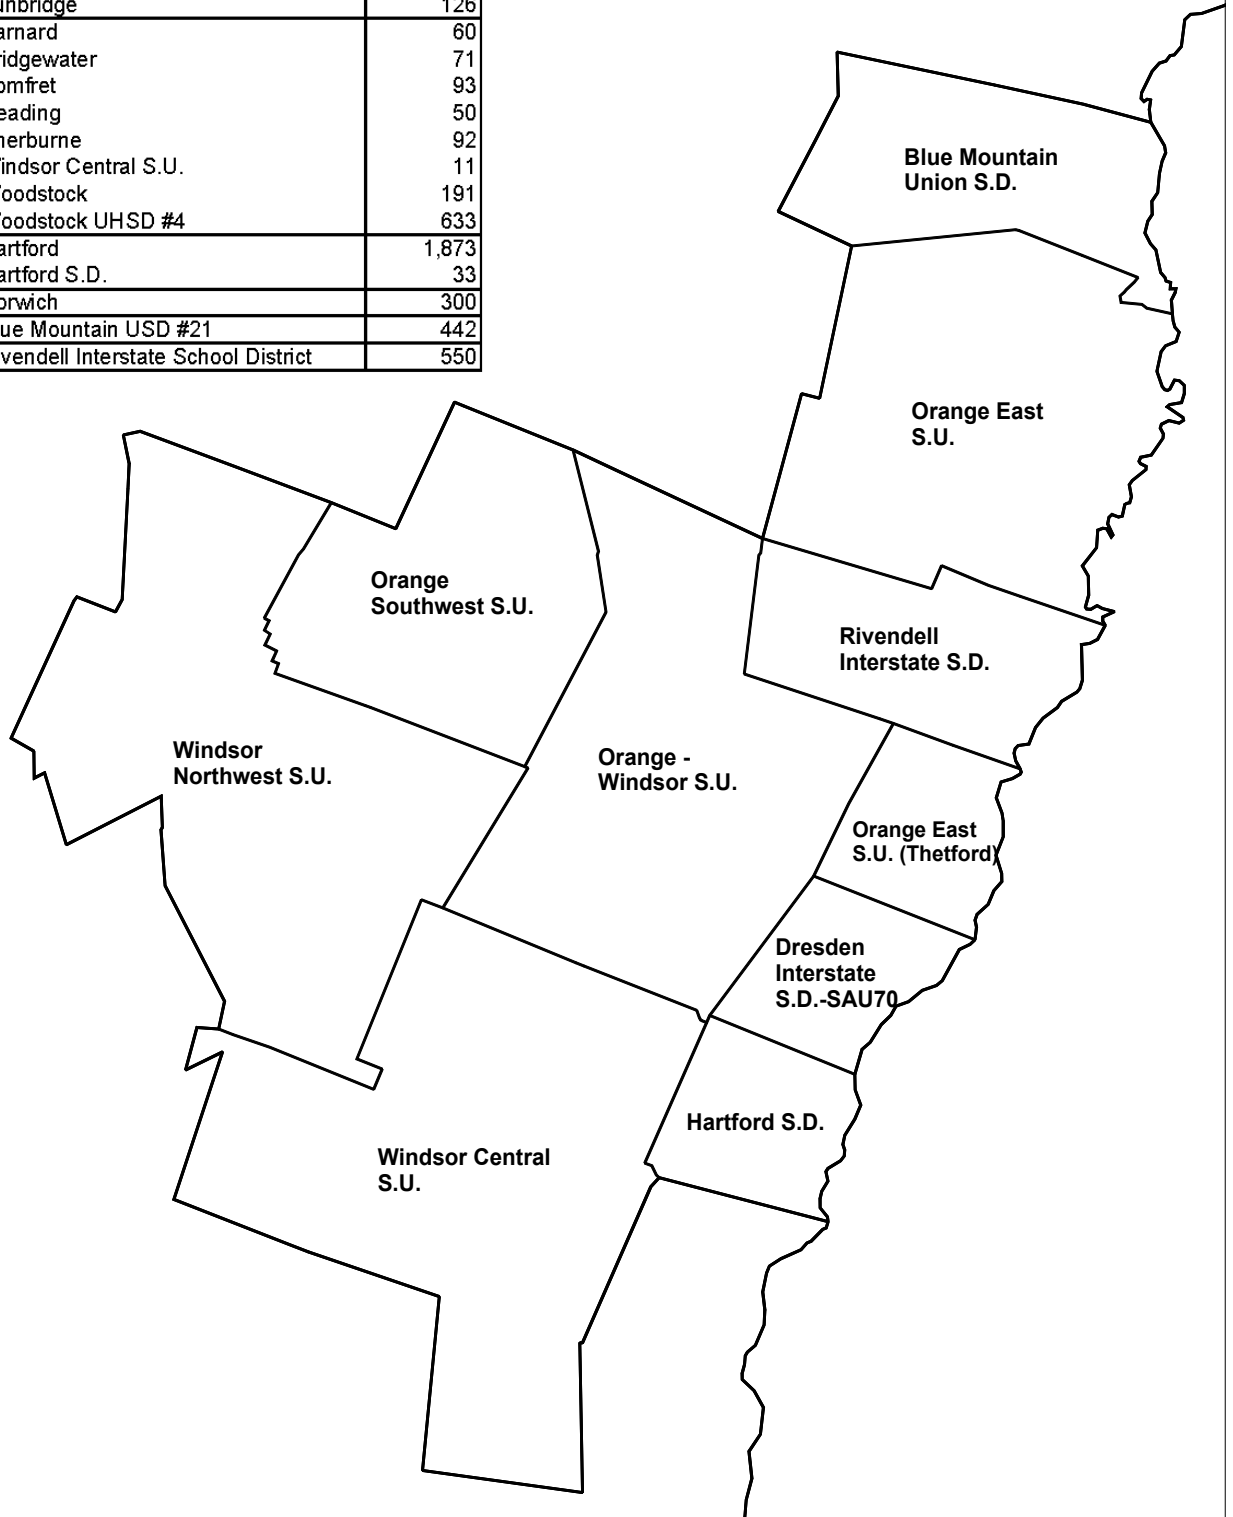 unbridge 126
arnard 60
ridgewater 71
omfret 93
eading 50
herburne 92
indsor Central S.U. 11
oodstock 191
oodstock UHSD #4 633
artford 1,873
artford S.D. 33
orwich 300
ue Mountain USD #21 442
vendell Interstate School District 550
Blue Mountain
Union S.D.
Orange East
S.U.
Orange
Southwest S.U.
Rivendell
Interstate S.D.
Windsor
Northwest S.U.
Orange -
Windsor S.U.
Orange East
S.U. (Thetford)
Dresden
Interstate
S.D.-SAU70
Hartford S.D.
Windsor Central
S.U.